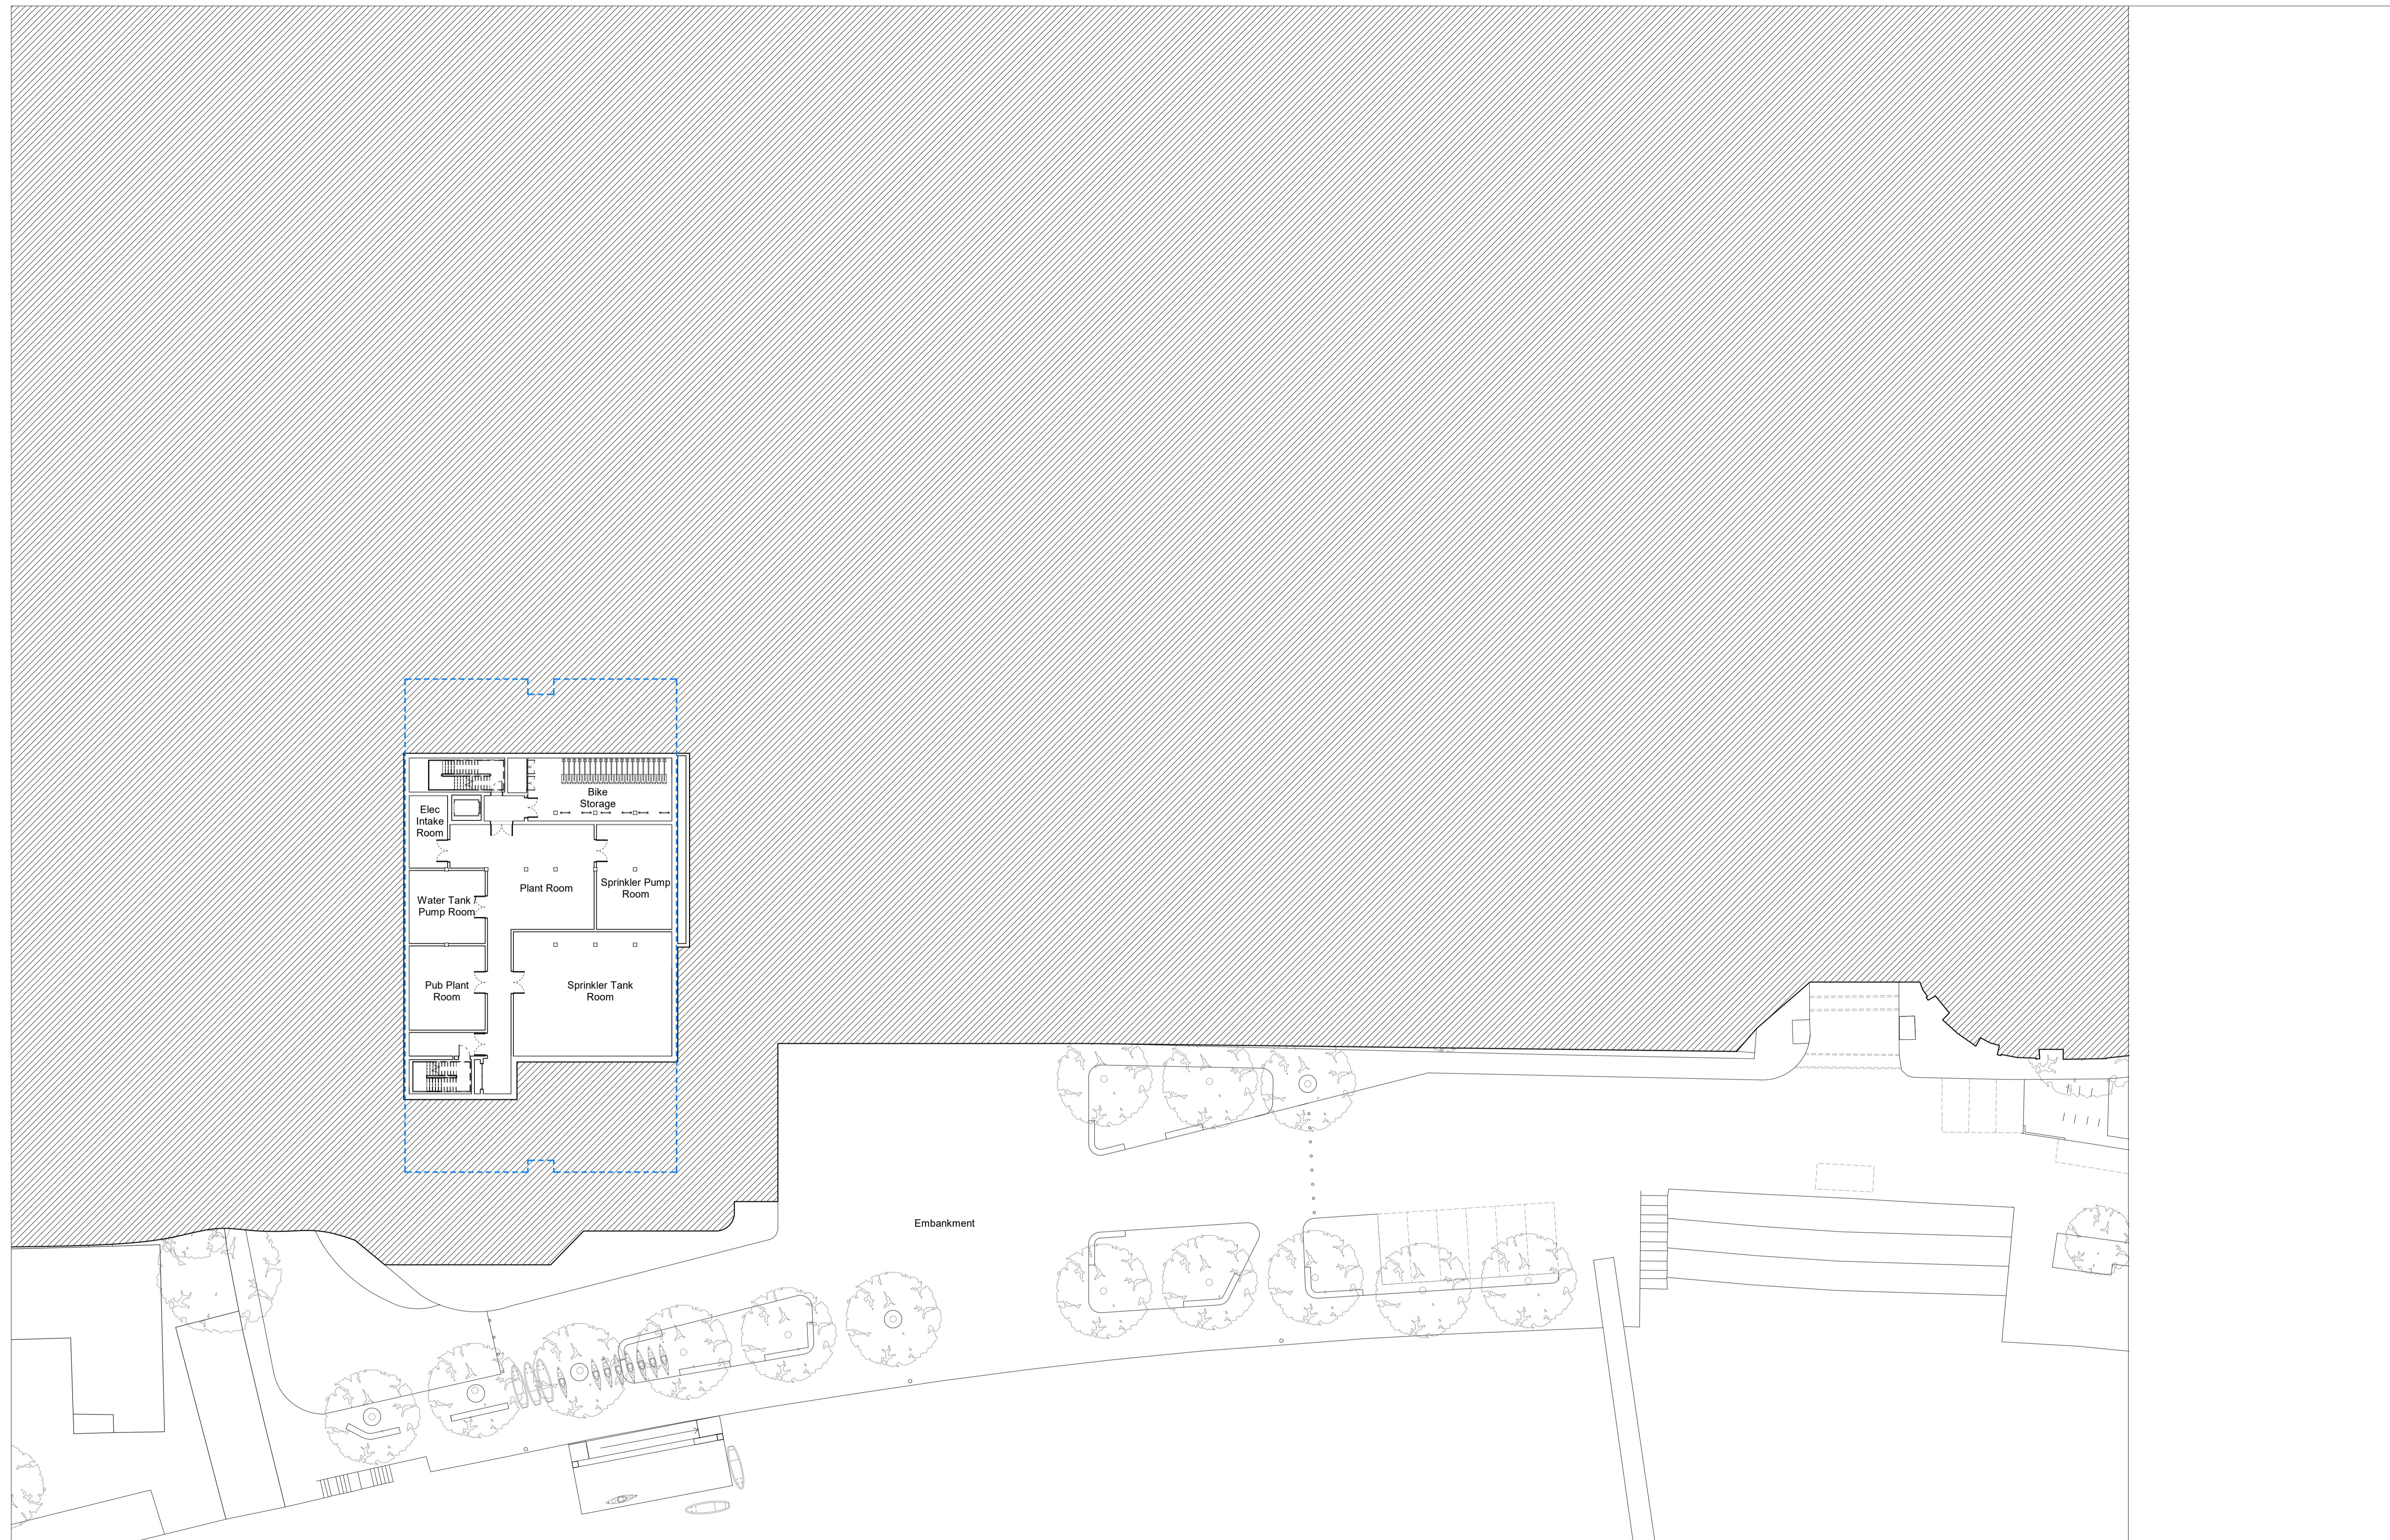 Bike
Storage
Elec
Intake
Room
Plant Room
Sprinkler Pump
Room
Water Tank /
Pump Room
Pub Plant
Room
Sprinkler Tank
Room
Embankment